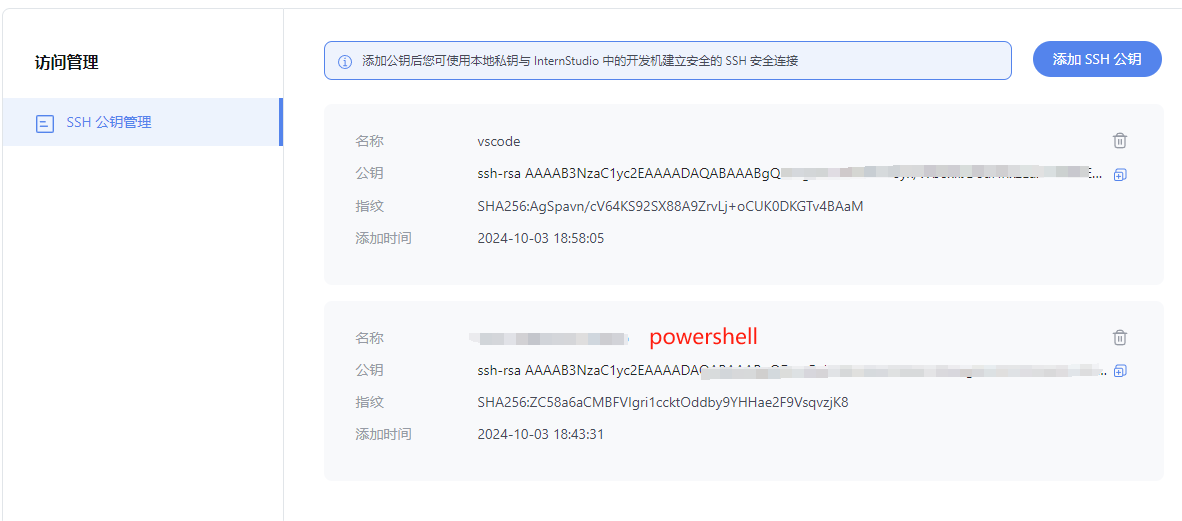 访问管理
SSH 公钥管理
添加公钥后您可使用本地私钥与 InternStudio 中的开发机建立安全的 SSH 安全连接
添加 SSH 公钥
名称 vscode
公钥 ssh-rsa AAAAB3NzaC1yc2EAAAADAQABAAABgQ
指纹 SHA256:AgSpavn/cV64KS92SX88A9ZrvLj+oCUK0DKGTv4BAaM
添加时间 2024-10-03 18:58:05
名称 powershell
公钥 ssh-rsa AAAAB3NzaC1yc2EAAAADAQ
指纹 SHA256:ZC58a6aCMBFVIgri1ccktOddby9YHHae2F9VsqvzjK8
添加时间 2024-10-03 18:43:31